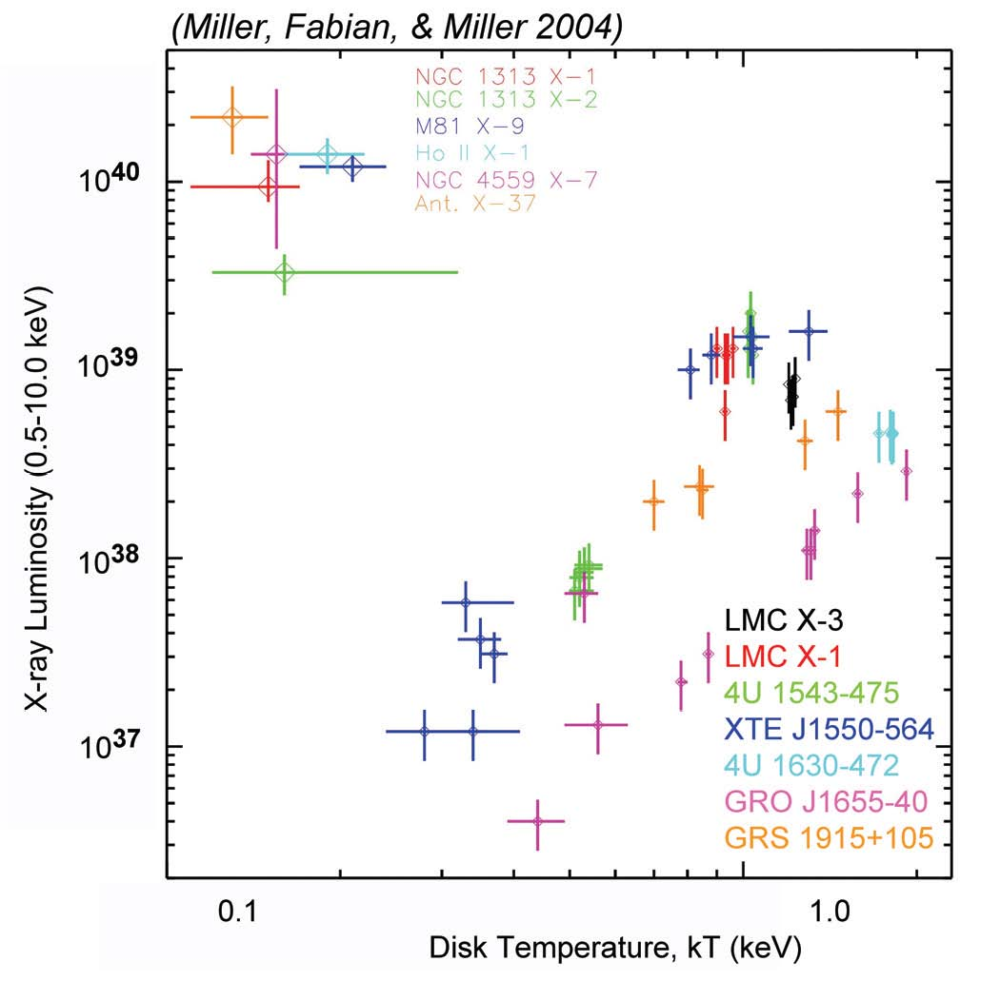 (Miller, Fabian, & Miller 2004)
NGC 1313 X-1
NGC 1313 X-2
M81 X-9
Ho II X-1
NGC 4559 X-7
Ant. X-37
10⁴⁰
10³⁹
10³⁸
10³⁷
X-ray Luminosity (0.5-10.0 keV)
LMC X-3
LMC X-1
4U 1543-475
XTE J1550-564
4U 1630-472
GRO J1655-40
GRS 1915+105
0.1
1.0
Disk Temperature, kT (keV)